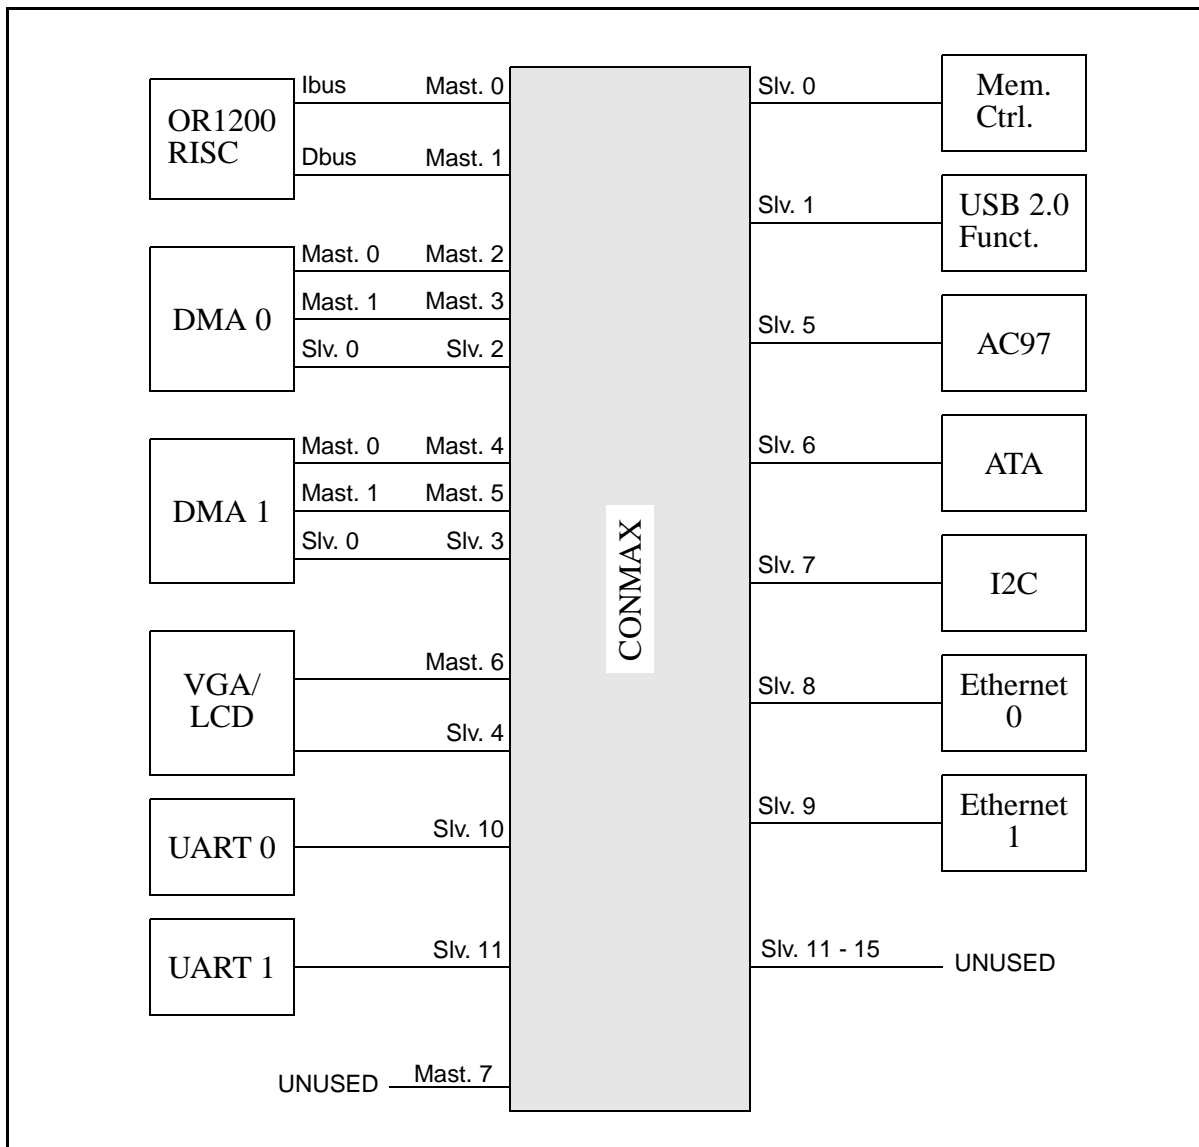 OR1200
RISC
Ibus
Mast. 0
Dbus
Mast. 1
DMA 0
Mast. 0
Mast. 2
Mast. 1
Mast. 3
Slv. 0
Slv. 2
DMA 1
Mast. 0
Mast. 4
Mast. 1
Mast. 5
Slv. 0
Slv. 3
VGA/
LCD
Mast. 6
Slv. 4
UART 0
Slv. 10
UART 1
Slv. 11
UNUSED
Mast. 7
CONMAX
Slv. 0
Mem.
Ctrl.
Slv. 1
USB 2.0
Funct.
Slv. 5
AC97
Slv. 6
ATA
Slv. 7
I2C
Slv. 8
Ethernet
0
Slv. 9
Ethernet
1
Slv. 11 - 15
UNUSED